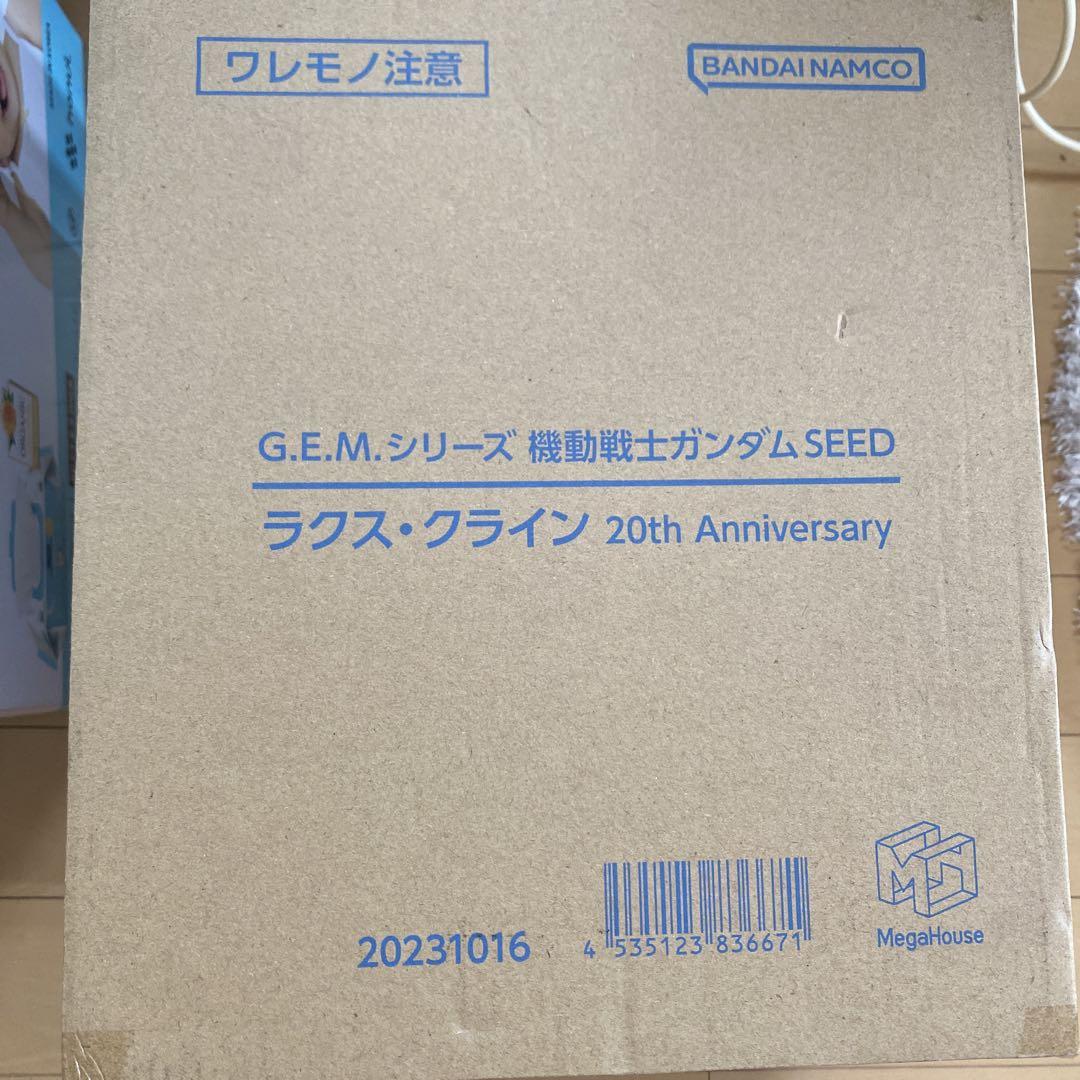 ワレモノ注意
BANDAI NAMCO
G.E.M.シリーズ 機動戦士ガンダムSEED
ラクス・クライン 20th Anniversary
20231016
4 535123 836671
MegaHouse